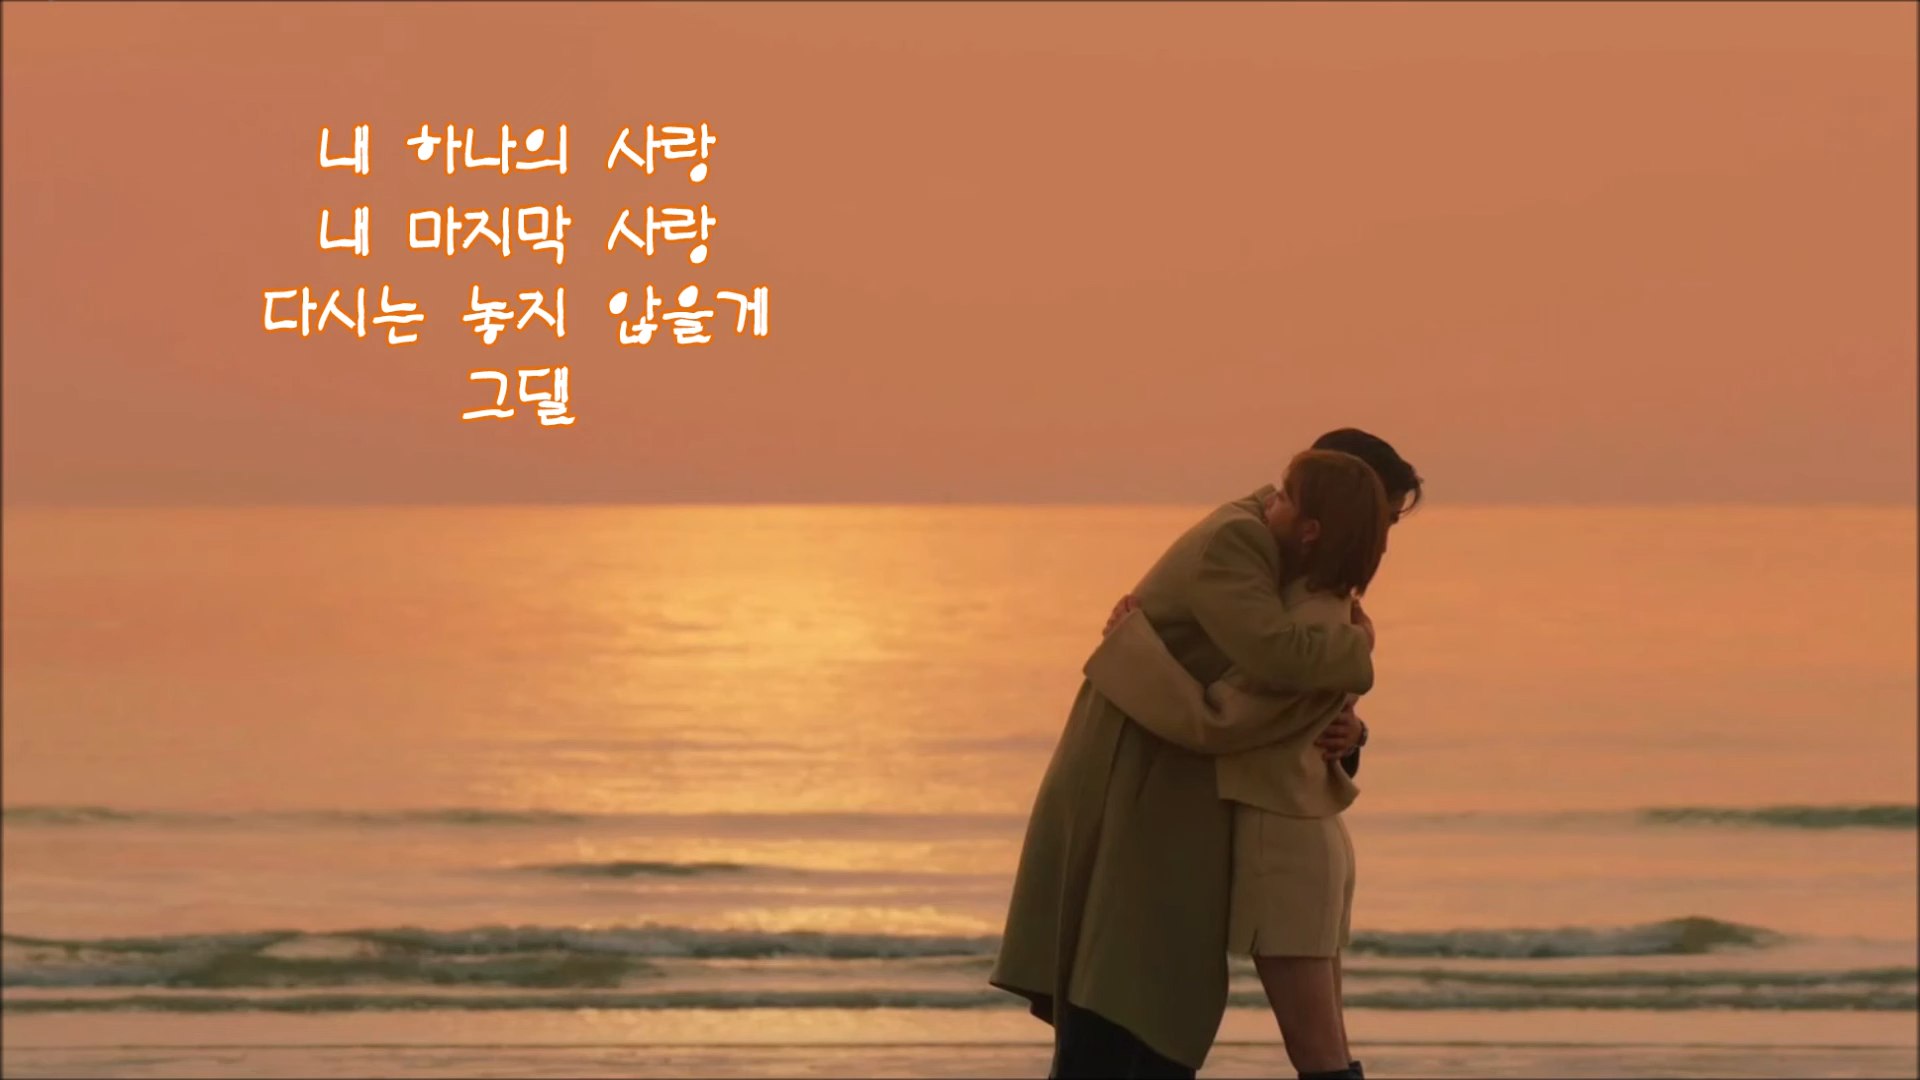 내 하나의 사랑
내 마지막 사랑
다시는 놓지 않을게
그댈